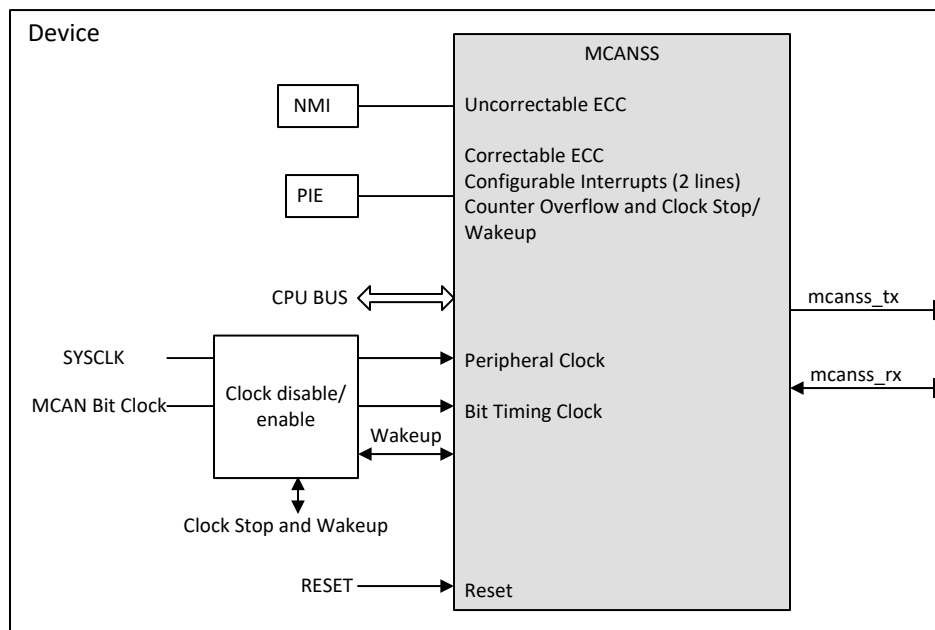 Device
MCANSS
NMI
Uncorrectable ECC
Correctable ECC
PIE
Configurable Interrupts (2 lines)
Counter Overflow and Clock Stop/
Wakeup
CPU BUS
mcanss_tx
SYSCLK
Peripheral Clock
mcanss_rx
Clock disable/
enable
MCAN Bit Clock
Bit Timing Clock
Wakeup
Clock Stop and Wakeup
RESET
Reset